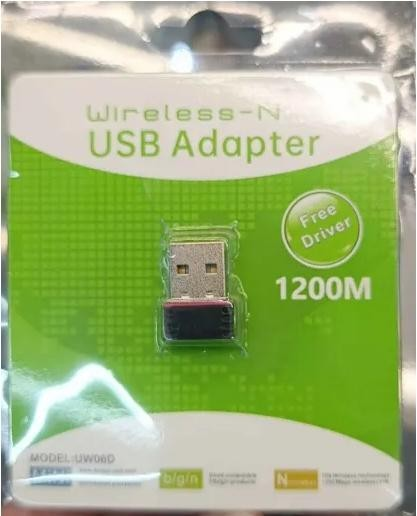 Wireless-N
USB Adapter
Free
Driver
1200M
MODEL:UW06D
b/g/n
N